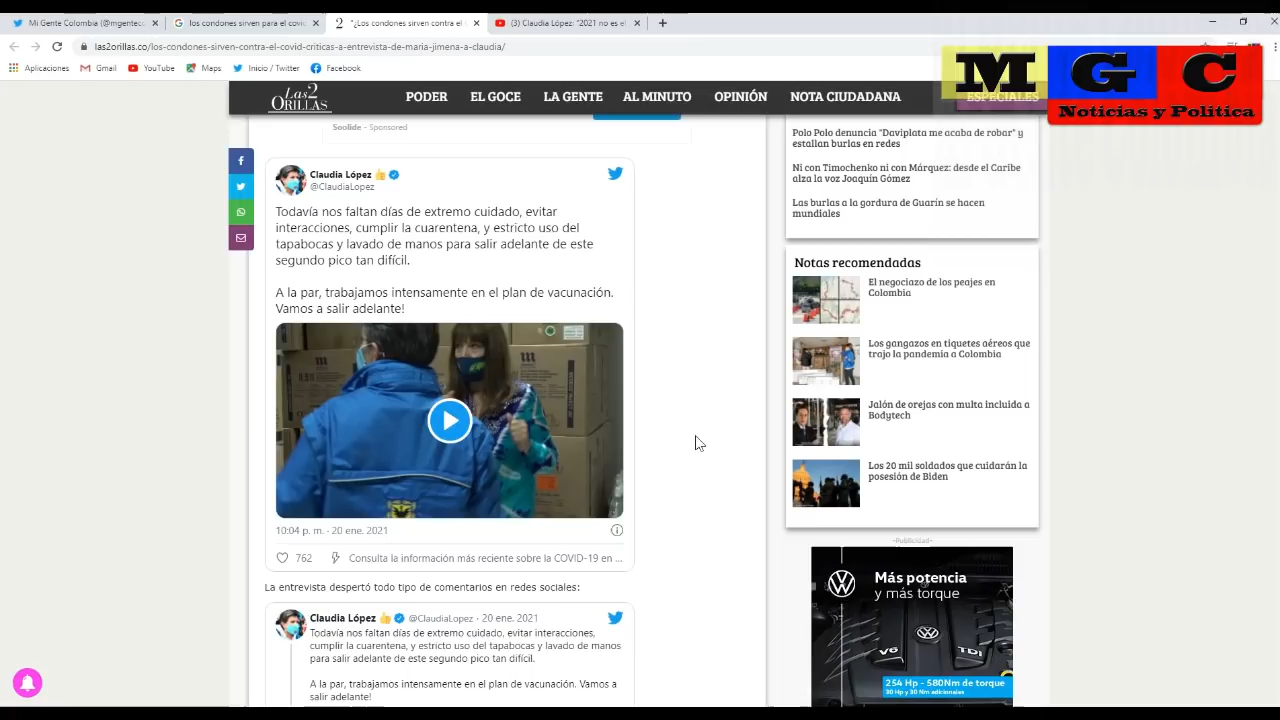 Mi Gente Colombia (@mgentecc
los condones sirven para el covid
"¿Los condones sirven contra el
(3) Claudia López: "2021 no es el
las2orillas.co/los-condones-sirven-contra-el-covid-criticas-a-entrevista-de-maria-jimena-a-claudia/
Aplicaciones
Gmail
YouTube
Maps
Inicio / Twitter
Facebook
M G C
Noticias y Politica
Las 2
ORILLAS
PODER
EL GOCE
LA GENTE
AL MINUTO
OPINIÓN
NOTA CIUDADANA
ESPECIALES
Soolide - Sponsored
Claudia López
@ClaudiaLopez
Todavía nos faltan días de extremo cuidado, evitar
interacciones, cumplir la cuarentena, y estricto uso del
tapabocas y lavado de manos para salir adelante de este
segundo pico tan difícil.
A la par, trabajamos intensamente en el plan de vacunación.
Vamos a salir adelante!
10:04 p. m. · 20 ene. 2021
762
Consulta la información más reciente sobre la COVID-19 en ...
La entrevista despertó todo tipo de comentarios en redes sociales:
Claudia López @ClaudiaLopez · 20 ene. 2021
Todavía nos faltan días de extremo cuidado, evitar interacciones,
cumplir la cuarentena, y estricto uso del tapabocas y lavado de manos
para salir adelante de este segundo pico tan difícil.
A la par, trabajamos intensamente en el plan de vacunación. Vamos a
salir adelante!
Polo Polo denuncia "Daviplata me acaba de robar" y
estallan burlas en redes
Ni con Timochenko ni con Márquez: desde el Caribe
alza la voz Joaquín Gómez
Las burlas a la gordura de Guarín se hacen
mundiales
Notas recomendadas
El negociazo de los peajes en
Colombia
Los gangazos en tiquetes aéreos que
trajo la pandemia a Colombia
Jalón de orejas con multa incluida a
Bodytech
Los 20 mil soldados que cuidarán la
posesión de Biden
-Publicidad-
Más potencia
y más torque
V6
TDI
254 Hp - 580Nm de torque
30 Hp y 30 Nm adicionales